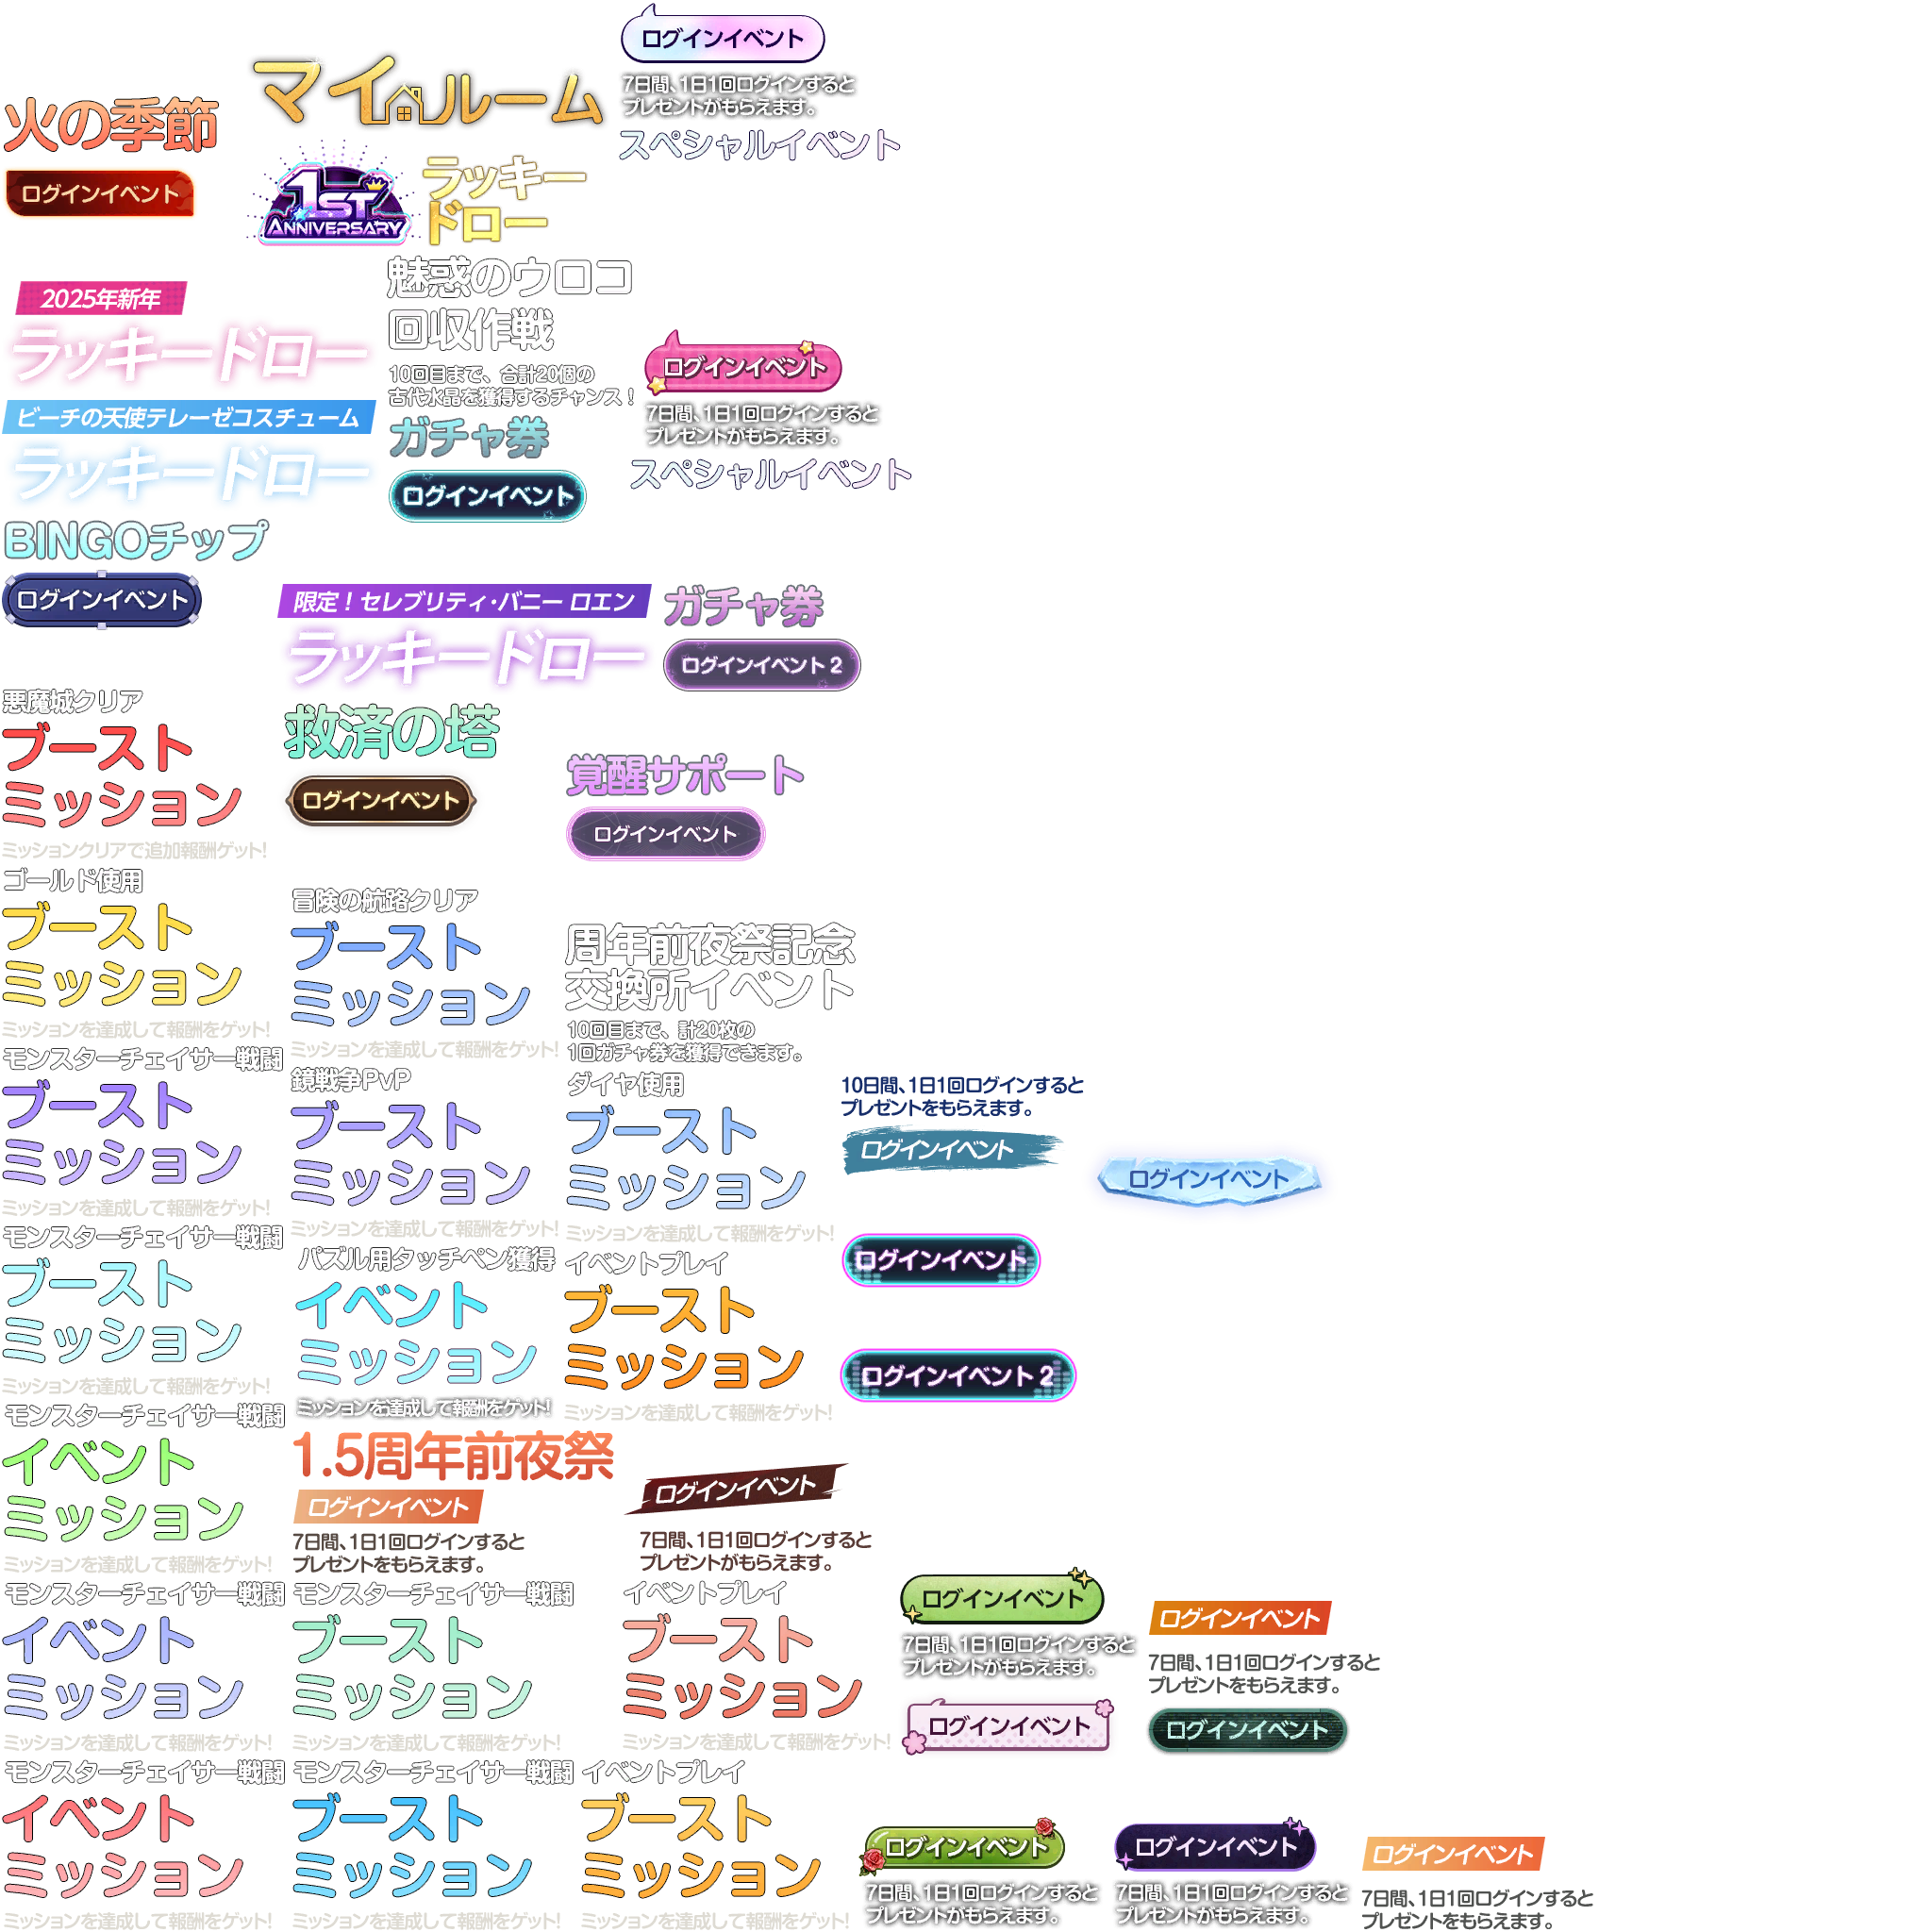 火の季節
ログインイベント
マイルーム
1ST
ANNIVERSARY
ラッキー
ドロー
ログインイベント
7日間、1日1回ログインすると
プレゼントがもらえます。
スペシャルイベント
2025年新年
ラッキードロー
ビーチの天使テレーゼコスチューム
ラッキードロー
BINGOチップ
ログインイベント
魅惑のウロコ
回収作戦
10回目まで、合計20個の
古代水晶を獲得するチャンス！
ガチャ券
ログインイベント
ログインイベント
7日間、1日1回ログインすると
プレゼントがもらえます。
スペシャルイベント
限定！セレブリティ・バニー ロエン
ラッキードロー
ガチャ券
ログインイベント 2
救済の塔
ログインイベント
覚醒サポート
ログインイベント
悪魔城クリア
ブースト
ミッション
ミッションクリアで追加報酬ゲット!
ゴールド使用
ブースト
ミッション
ミッションを達成して報酬をゲット!
冒険の航路クリア
ブースト
ミッション
ミッションを達成して報酬をゲット!
周年前夜祭記念
交換所イベント
10回目まで、計20枚の
1回ガチャ券を獲得できます。
モンスターチェイサー戦闘
ブースト
ミッション
ミッションを達成して報酬をゲット!
鏡戦争PvP
ブースト
ミッション
ミッションを達成して報酬をゲット!
ダイヤ使用
ブースト
ミッション
ミッションを達成して報酬をゲット!
10日間、1日1回ログインすると
プレゼントをもらえます。
ログインイベント
ログインイベント
ログインイベント
ログインイベント 2
モンスターチェイサー戦闘
ブースト
ミッション
ミッションを達成して報酬をゲット!
パズル用タッチペン獲得
イベント
ミッション
ミッションを達成して報酬をゲット!
イベントプレイ
ブースト
ミッション
ミッションを達成して報酬をゲット!
モンスターチェイサー戦闘
イベント
ミッション
ミッションを達成して報酬をゲット!
1.5周年前夜祭
ログインイベント
7日間、1日1回ログインすると
プレゼントをもらえます。
ログインイベント
7日間、1日1回ログインすると
プレゼントがもらえます。
モンスターチェイサー戦闘
イベント
ミッション
ミッションを達成して報酬をゲット!
モンスターチェイサー戦闘
ブースト
ミッション
ミッションを達成して報酬をゲット!
イベントプレイ
ブースト
ミッション
ミッションを達成して報酬をゲット!
ログインイベント
7日間、1日1回ログインすると
プレゼントがもらえます。
ログインイベント
ログインイベント
7日間、1日1回ログインすると
プレゼントをもらえます。
ログインイベント
モンスターチェイサー戦闘
イベント
ミッション
ミッションを達成して報酬をゲット!
モンスターチェイサー戦闘
ブースト
ミッション
ミッションを達成して報酬をゲット!
イベントプレイ
ブースト
ミッション
ミッションを達成して報酬をゲット!
ログインイベント
7日間、1日1回ログインすると
プレゼントがもらえます。
ログインイベント
7日間、1日1回ログインすると
プレゼントがもらえます。
ログインイベント
7日間、1日1回ログインすると
プレゼントをもらえます。